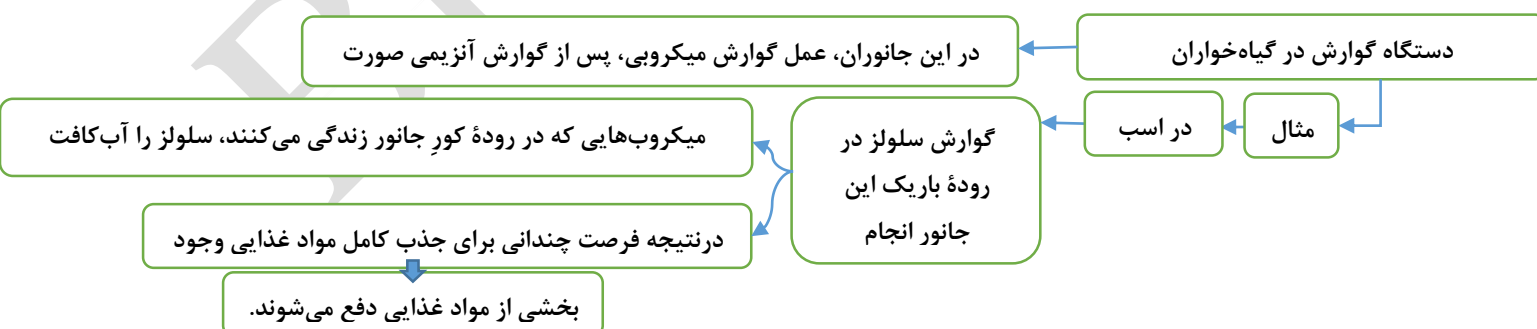 دستگاه گوارش در گیاه‌خواران
در این جانوران، عمل گوارش میکروبی، پس از گوارش آنزیمی صورت
مثال
در اسب
گوارش سلولز در
رودهٔ باریک این
جانور انجام
میکروب‌هایی که در رودهٔ کورِ جانور زندگی می‌کنند، سلولز را آب‌کافت
درنتیجه فرصت چندانی برای جذب کامل مواد غذایی وجود
بخشی از مواد غذایی دفع می‌شوند.